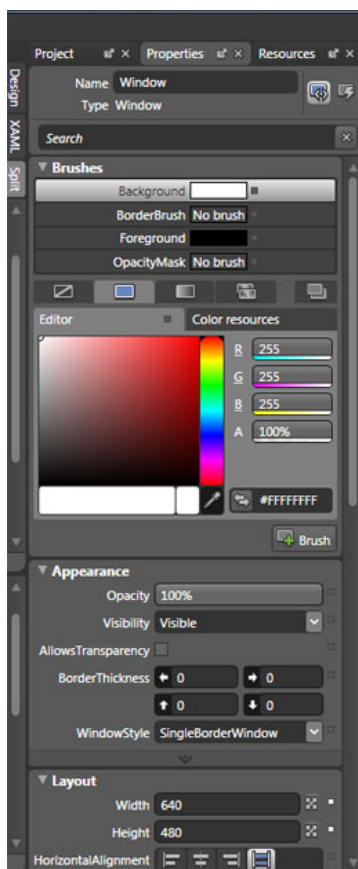 Project Properties Resources
Name Window
Type Window
Design
XAML
Split
Search
Brushes
Background
BorderBrush No brush
Foreground
OpacityMask No brush
Editor Color resources
R 255
G 255
B 255
A 100%
#FFFFFFFF
Brush
Appearance
Opacity 100%
Visibility Visible
AllowsTransparency
BorderThickness 0 0
0 0
WindowStyle SingleBorderWindow
Layout
Width 640
Height 480
HorizontalAlignment